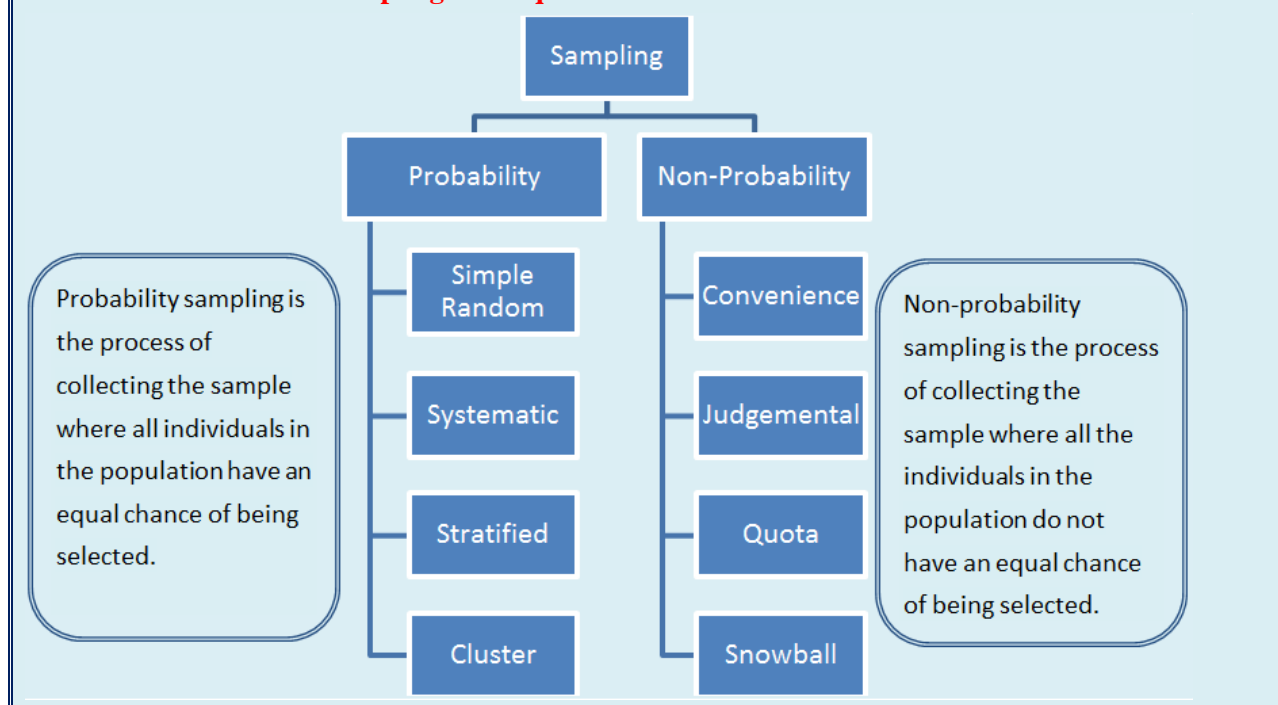 Sampling
Probability
Non-Probability
Probability sampling is
the process of
collecting the sample
where all individuals in
the population have an
equal chance of being
selected.
Simple
Random
Systematic
Stratified
Cluster
Convenience
Judgemental
Quota
Snowball
Non-probability
sampling is the process
of collecting the
sample where all the
individuals in the
population do not
have an equal chance
of being selected.